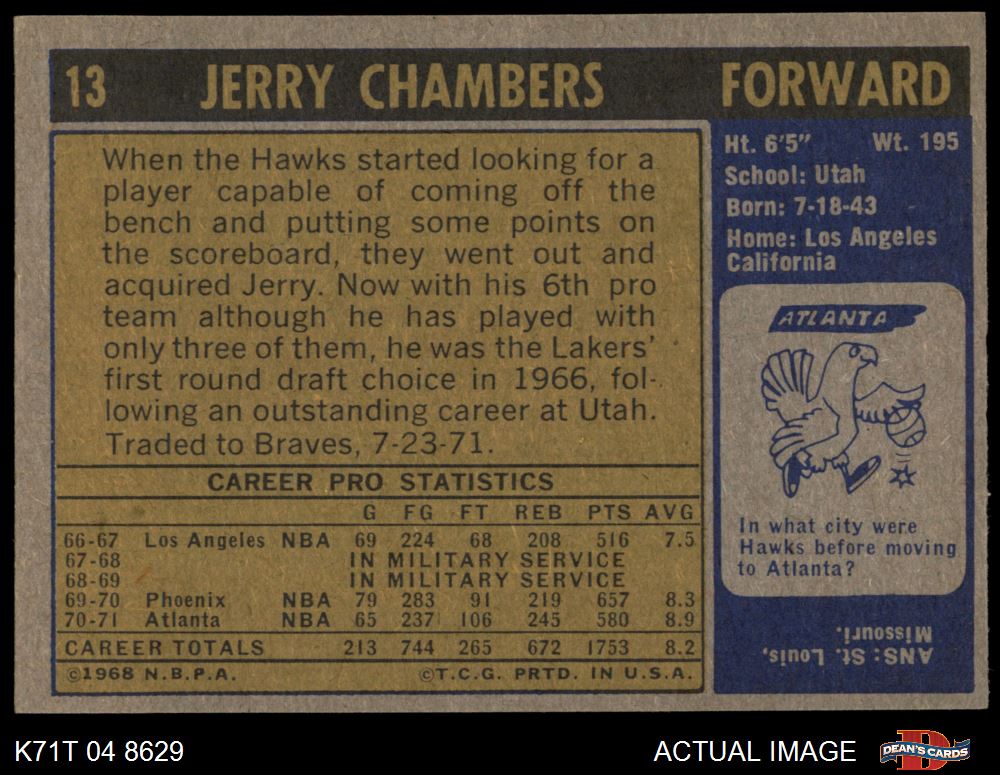 13 JERRY CHAMBERS FORWARD
When the Hawks started looking for a
player capable of coming off the
bench and putting some points on
the scoreboard, they went out and
acquired Jerry. Now with his 6th pro
team although he has played with
only three of them, he was the Lakers'
first round draft choice in 1966, fol-
lowing an outstanding career at Utah.
Traded to Braves, 7-23-71.
CAREER PRO STATISTICS
G FG FT REB PTS AVG
66-67 Los Angeles NBA 69 224 68 208 516 7.5
67-68 IN MILITARY SERVICE
68-69 IN MILITARY SERVICE
69-70 Phoenix NBA 79 283 91 219 657 8.3
70-71 Atlanta NBA 65 237 106 245 580 8.9
CAREER TOTALS 213 744 265 672 1753 8.2
©1968 N.B.P.A. ©T.C.G. PRTD. IN U.S.A.
Ht. 6'5" Wt. 195
School: Utah
Born: 7-18-43
Home: Los Angeles
California
ATLANTA
In what city were
Hawks before moving
to Atlanta?
ANS: St. Louis,
Missouri.
K71T 04 8629 ACTUAL IMAGE DEAN'S CARDS